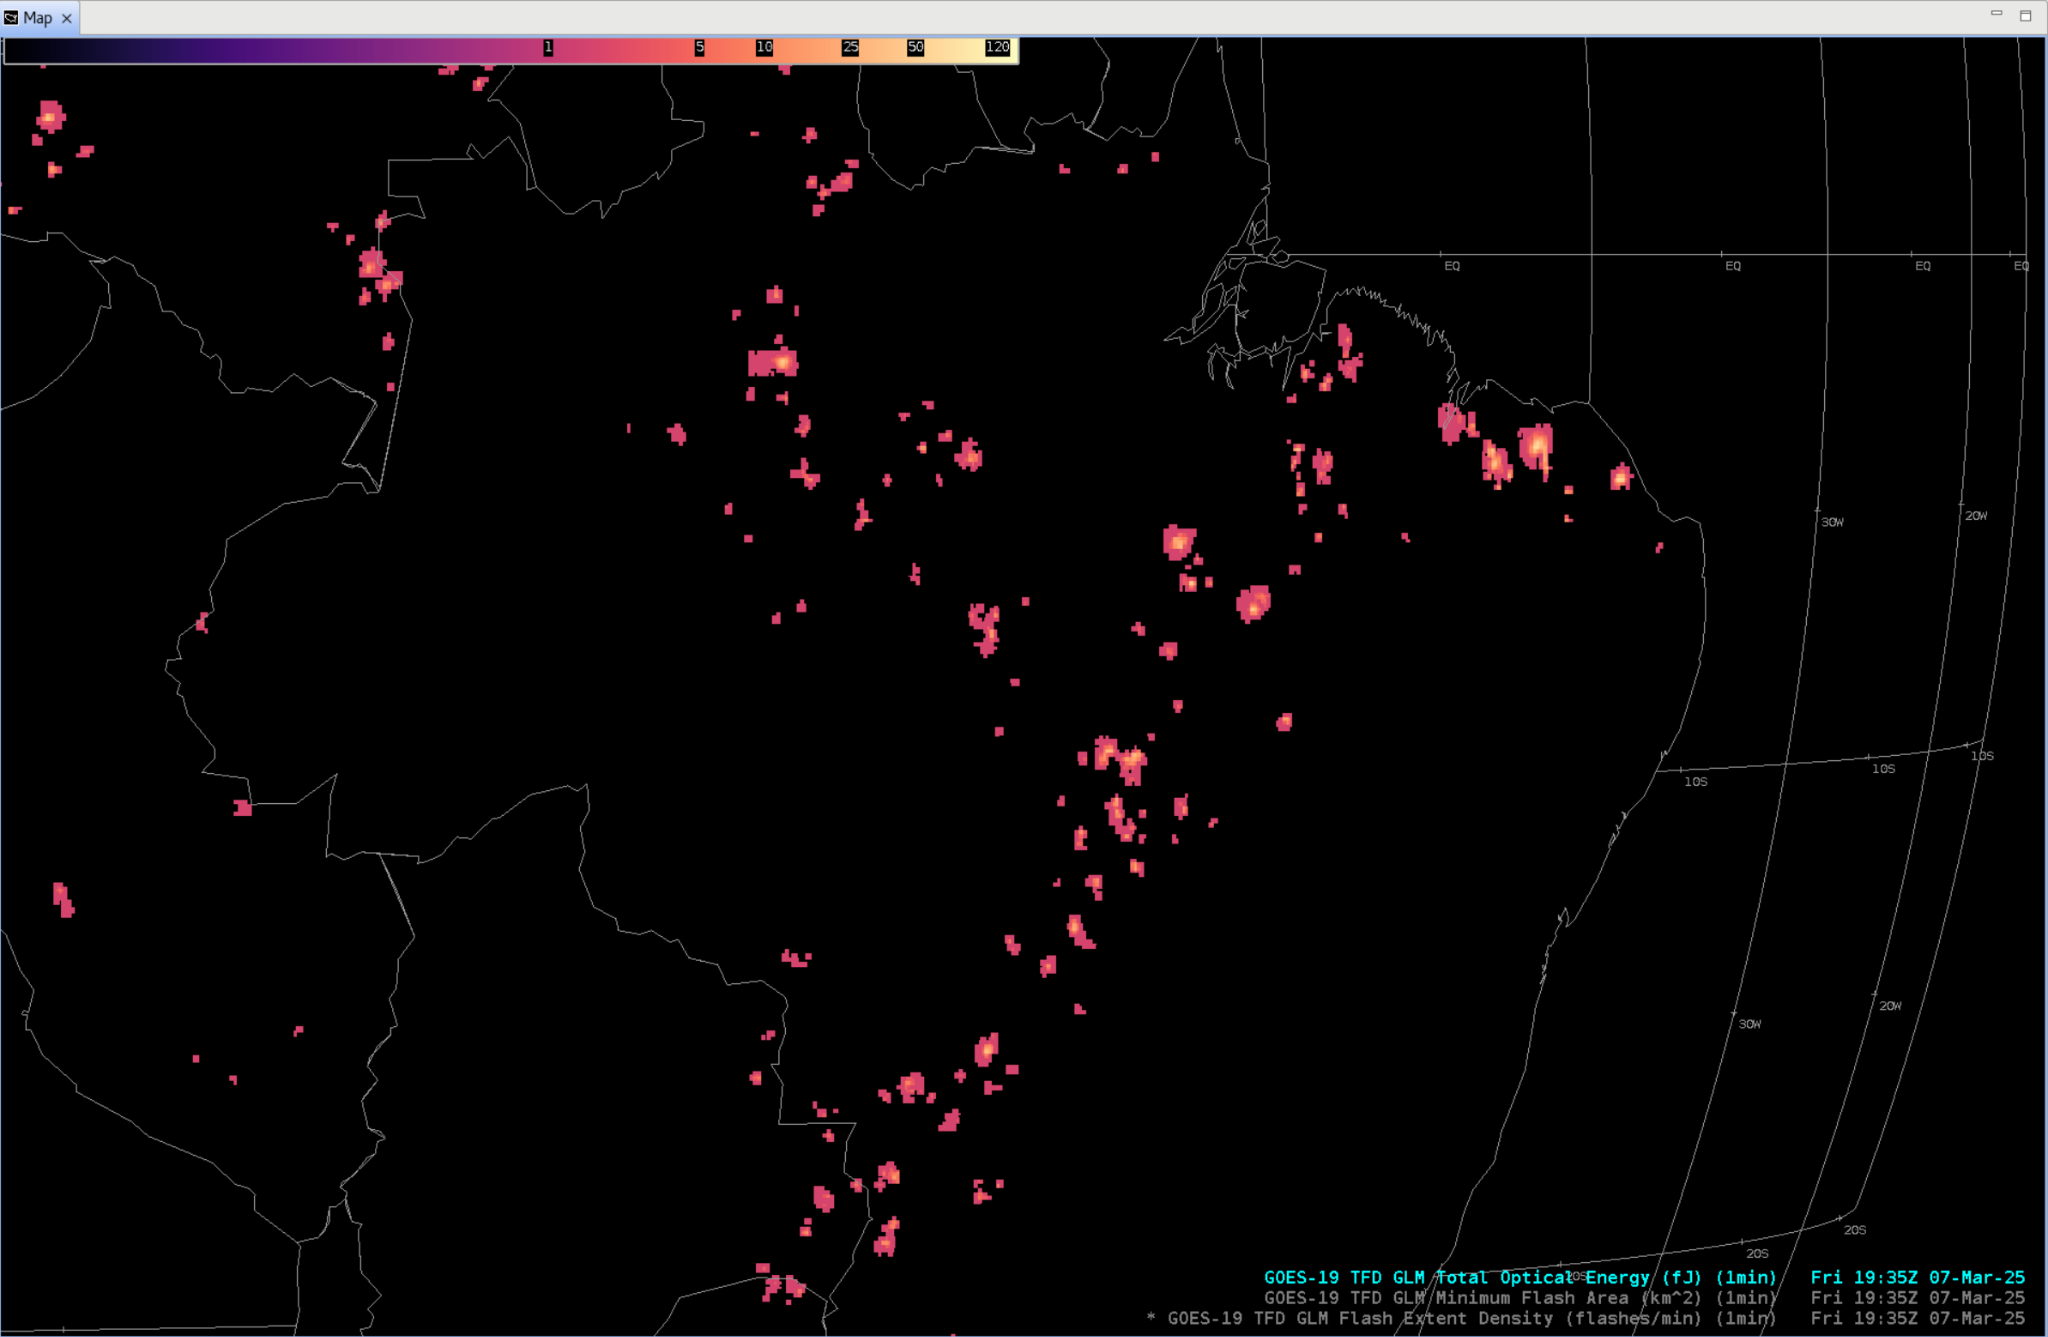 Map
1 5 10 25 50 120
EQ EQ EQ EQ
30W 20W
10S 10S 10S
30W 20W
20S 20S 20S
GOES-19 TFD GLM Total Optical Energy (fJ) (1min) Fri 19:35Z 07-Mar-25
GOES-19 TFD GLM Minimum Flash Area (km^2) (1min) Fri 19:35Z 07-Mar-25
* GOES-19 TFD GLM Flash Extent Density (flashes/min) (1min) Fri 19:35Z 07-Mar-25